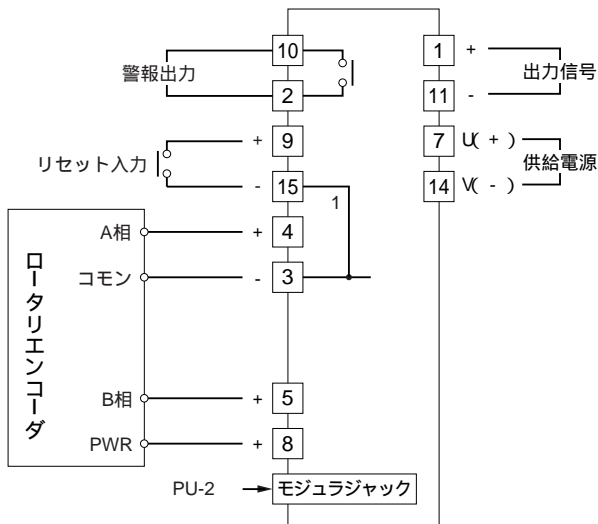 警報出力
10
2
リセット入力
+ 9
- 15
1
ロータリエンコーダ
A相 + 4
コモン - 3
B相 + 5
PWR + 8
PU-2 モジュラジャック
1 +
11 -
出力信号
7 U( + )
14 V( - )
供給電源